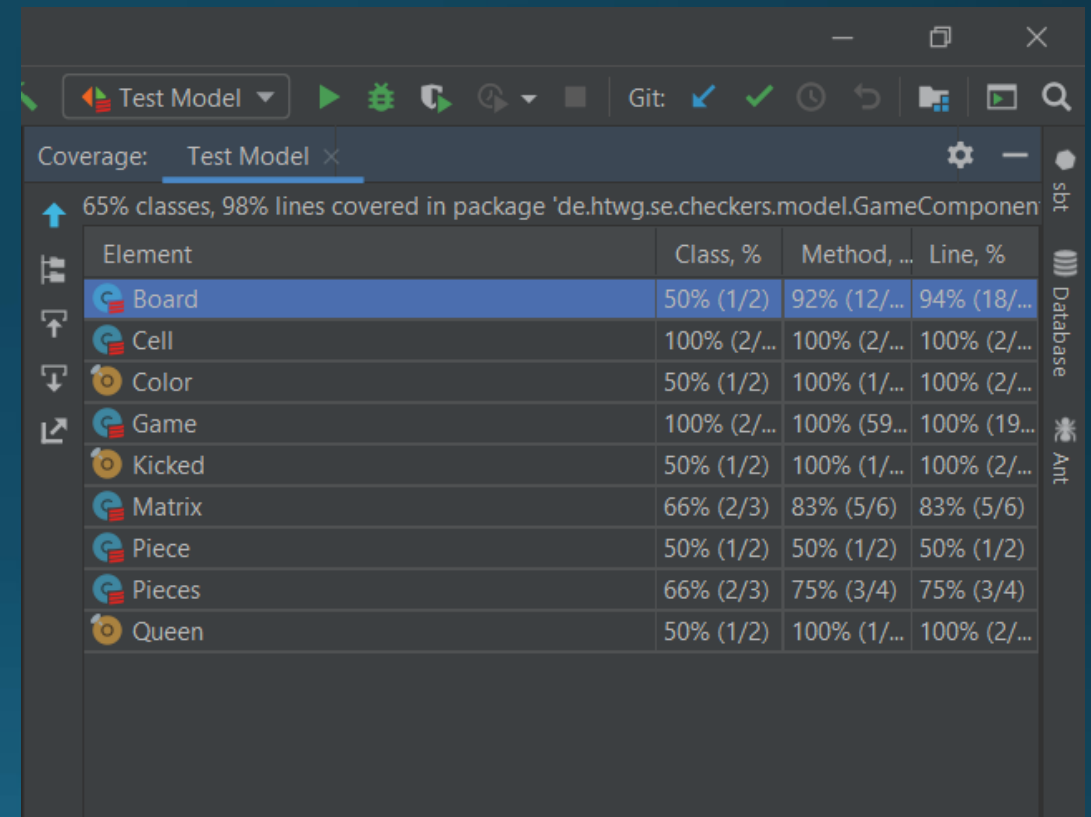 Test Model Git:
Coverage: Test Model
65% classes, 98% lines covered in package 'de.htwg.se.checkers.model.GameComponen
Element Class, % Method, ... Line, %
Board 50% (1/2) 92% (12/... 94% (18/...
Cell 100% (2/... 100% (2/... 100% (2/...
Color 50% (1/2) 100% (1/... 100% (2/...
Game 100% (2/... 100% (59... 100% (19...
Kicked 50% (1/2) 100% (1/... 100% (2/...
Matrix 66% (2/3) 83% (5/6) 83% (5/6)
Piece 50% (1/2) 50% (1/2) 50% (1/2)
Pieces 66% (2/3) 75% (3/4) 75% (3/4)
Queen 50% (1/2) 100% (1/... 100% (2/...
sbt
Database
Ant